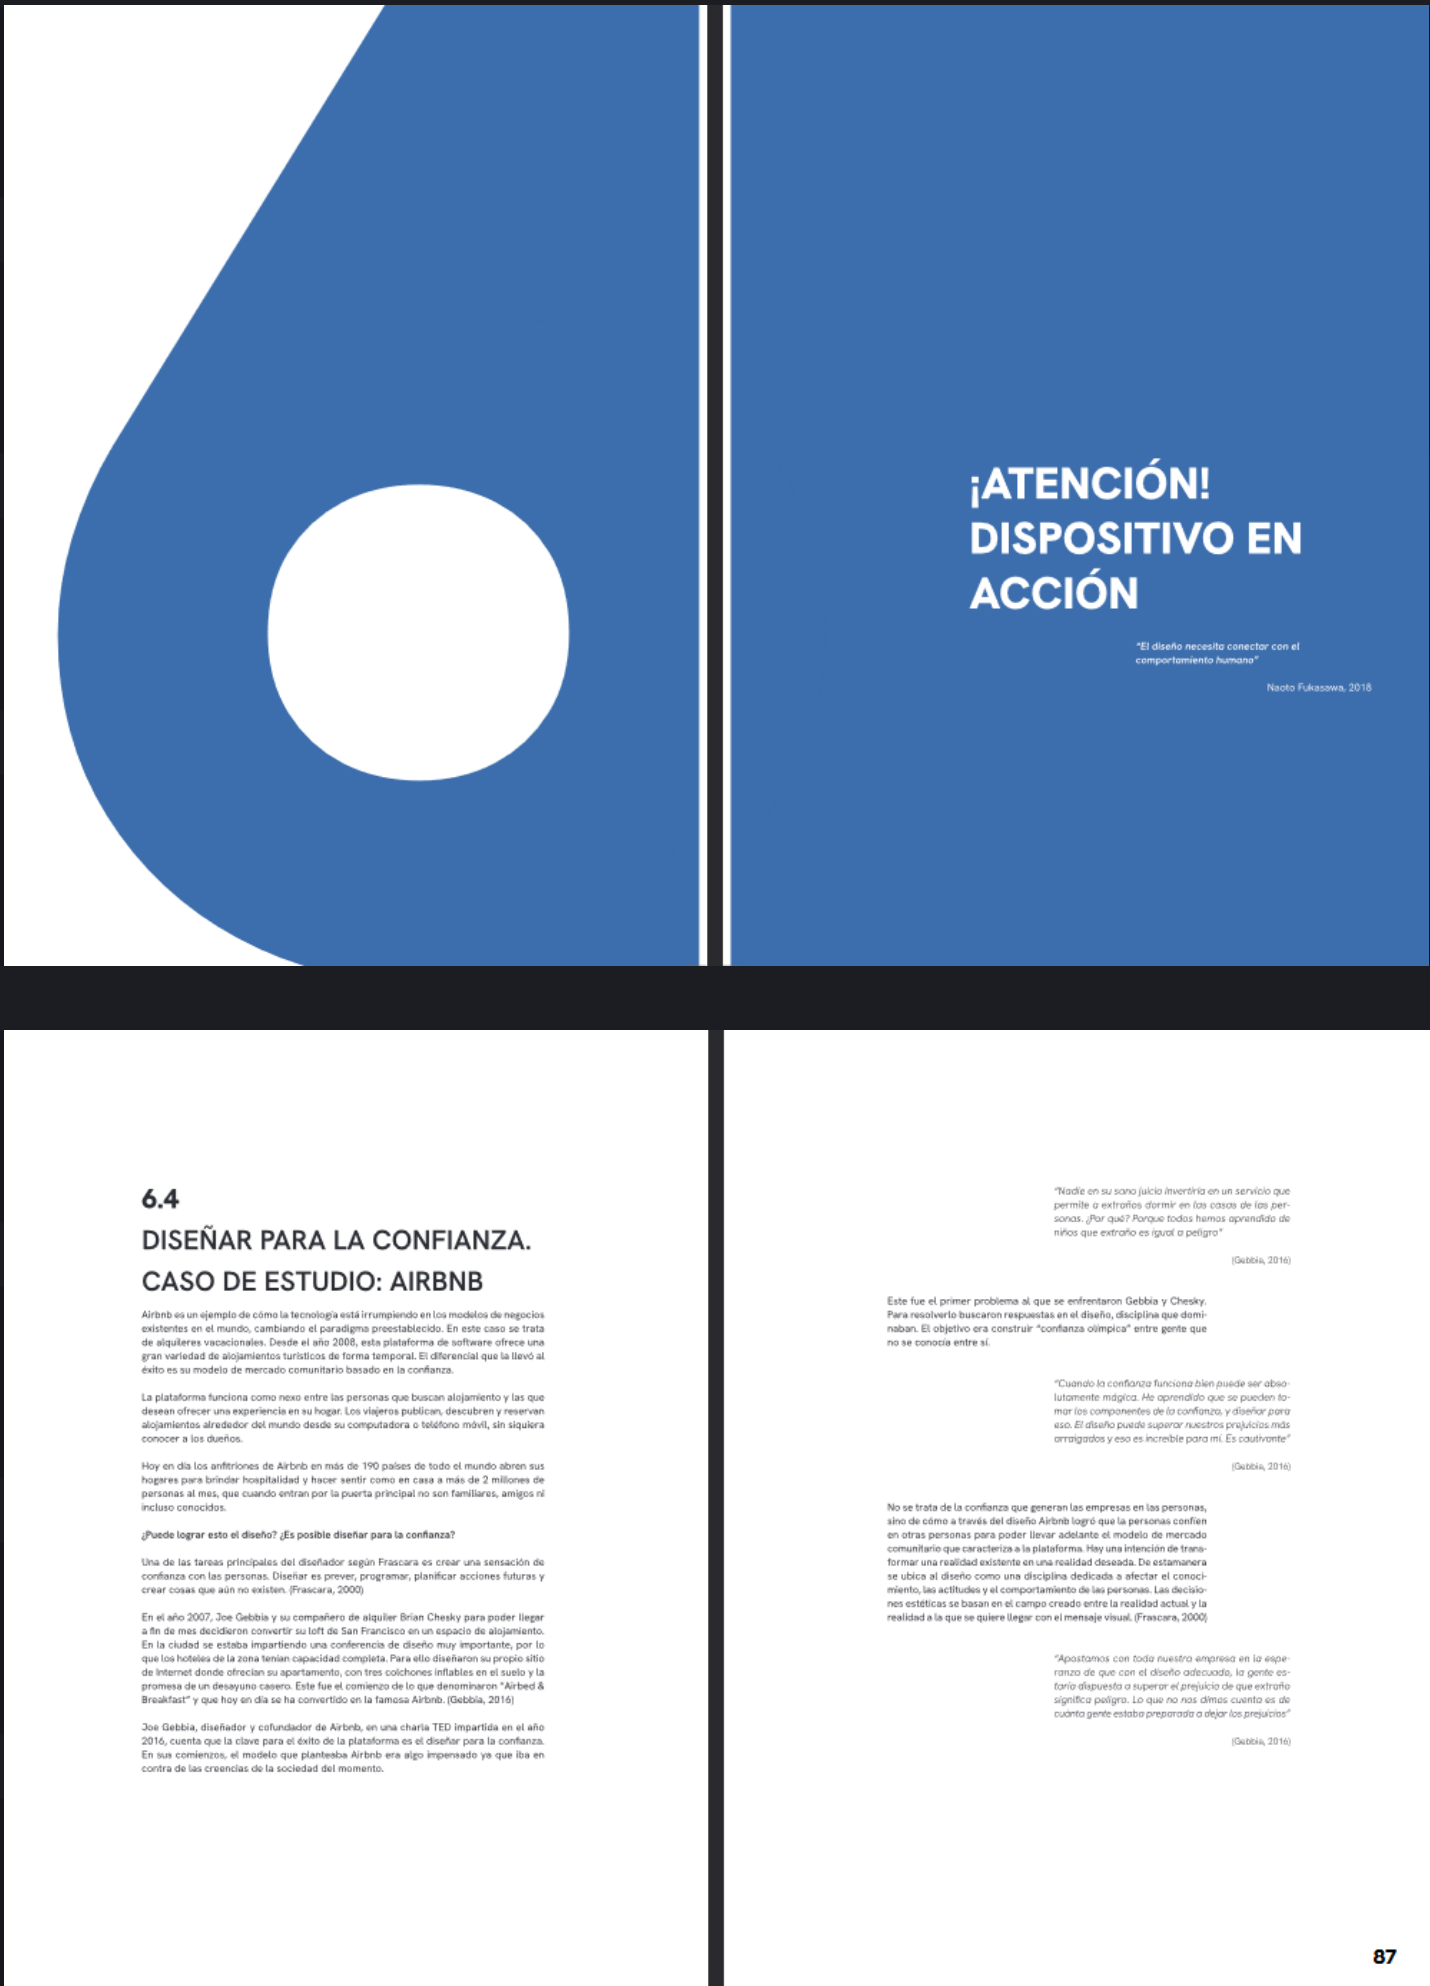 6
¡ATENCIÓN!
DISPOSITIVO EN
ACCIÓN
“El diseño necesita conectar con el
comportamiento humano”
Naoto Fukasawa, 2018
6.4
DISEÑAR PARA LA CONFIANZA.
CASO DE ESTUDIO: AIRBNB
Airbnb es un ejemplo de cómo la tecnología está irrumpiendo en los modelos de negocios
existentes en el mundo, cambiando el paradigma preestablecido. En este caso se trata
de alquileres vacacionales. Desde el año 2008, esta plataforma de software ofrece una
gran variedad de alojamientos turísticos de forma temporal. El diferencial que la llevó al
éxito es su modelo de mercado comunitario basado en la confianza.
La plataforma funciona como nexo entre las personas que buscan alojamiento y las que
desean ofrecer una experiencia en su hogar. Los viajeros publican, descubren y reservan
alojamientos alrededor del mundo desde su computadora o teléfono móvil, sin siquiera
conocer a los dueños.
Hoy en día los anfitriones de Airbnb en más de 190 países de todo el mundo abren sus
hogares para brindar hospitalidad y hacer sentir como en casa a más de 2 millones de
personas al mes, que cuando entran por la puerta principal no son familiares, amigos ni
incluso conocidos.
¿Puede lograr esto el diseño? ¿Es posible diseñar para la confianza?
Una de las tareas principales del diseñador según Frascara es crear una sensación de
confianza con las personas. Diseñar es prever, programar, planificar acciones futuras y
crear cosas que aún no existen. (Frascara, 2000)
En el año 2007, Joe Gebbia y su compañero de alquiler Brian Chesky para poder llegar
a fin de mes decidieron convertir su loft de San Francisco en un espacio de alojamiento.
En la ciudad se estaba impartiendo una conferencia de diseño muy importante, por lo
que los hoteles de la zona tenían capacidad completa. Para ello diseñaron su propio sitio
de Internet donde ofrecían su apartamento, con tres colchones inflables en el suelo y la
promesa de un desayuno casero. Este fue el comienzo de lo que denominaron “Airbed &
Breakfast” y que hoy en día se ha convertido en la famosa Airbnb. (Gebbia, 2016)
Joe Gebbia, diseñador y cofundador de Airbnb, en una charla TED impartida en el año
2016, cuenta que la clave para el éxito de la plataforma es el diseñar para la confianza.
En sus comienzos, el modelo que planteaba Airbnb era algo impensado ya que iba en
contra de las creencias de la sociedad del momento.
“Nadie en su sano juicio invertiría en un servicio que
permite a extraños dormir en las casas de las per-
sonas. ¿Por qué? Porque todos hemos aprendido de
niños que extraño es igual a peligro”
(Gebbia, 2016)
Este fue el primer problema al que se enfrentaron Gebbia y Chesky.
Para resolverlo buscaron respuestas en el diseño, disciplina que domi-
naban. El objetivo era construir “confianza olímpica” entre gente que
no se conocía entre sí.
“Cuando la confianza funciona bien puede ser abso-
lutamente mágica. He aprendido que se pueden to-
mar los componentes de la confianza, y diseñar para
eso. El diseño puede superar nuestros prejuicios más
arraigados y eso es increíble para mí. Es cautivante”
(Gebbia, 2016)
No se trata de la confianza que generan las empresas en las personas,
sino de cómo a través del diseño Airbnb logró que la personas confíen
en otras personas para poder llevar adelante el modelo de mercado
comunitario que caracteriza a la plataforma. Hay una intención de trans-
formar una realidad existente en una realidad deseada. De estamanera
se ubica al diseño como una disciplina dedicada a afectar el conoci-
miento, las actitudes y el comportamiento de las personas. Las decisio-
nes estéticas se basan en el campo creado entre la realidad actual y la
realidad a la que se quiere llegar con el mensaje visual. (Frascara, 2000)
“Apostamos con toda nuestra empresa en la espe-
ranza de que con el diseño adecuado, la gente es-
taría dispuesta a superar el prejuicio de que extraño
significa peligro. Lo que no nos dimos cuenta es de
cuánta gente estaba preparada a dejar los prejuicios”
(Gebbia, 2016)
87